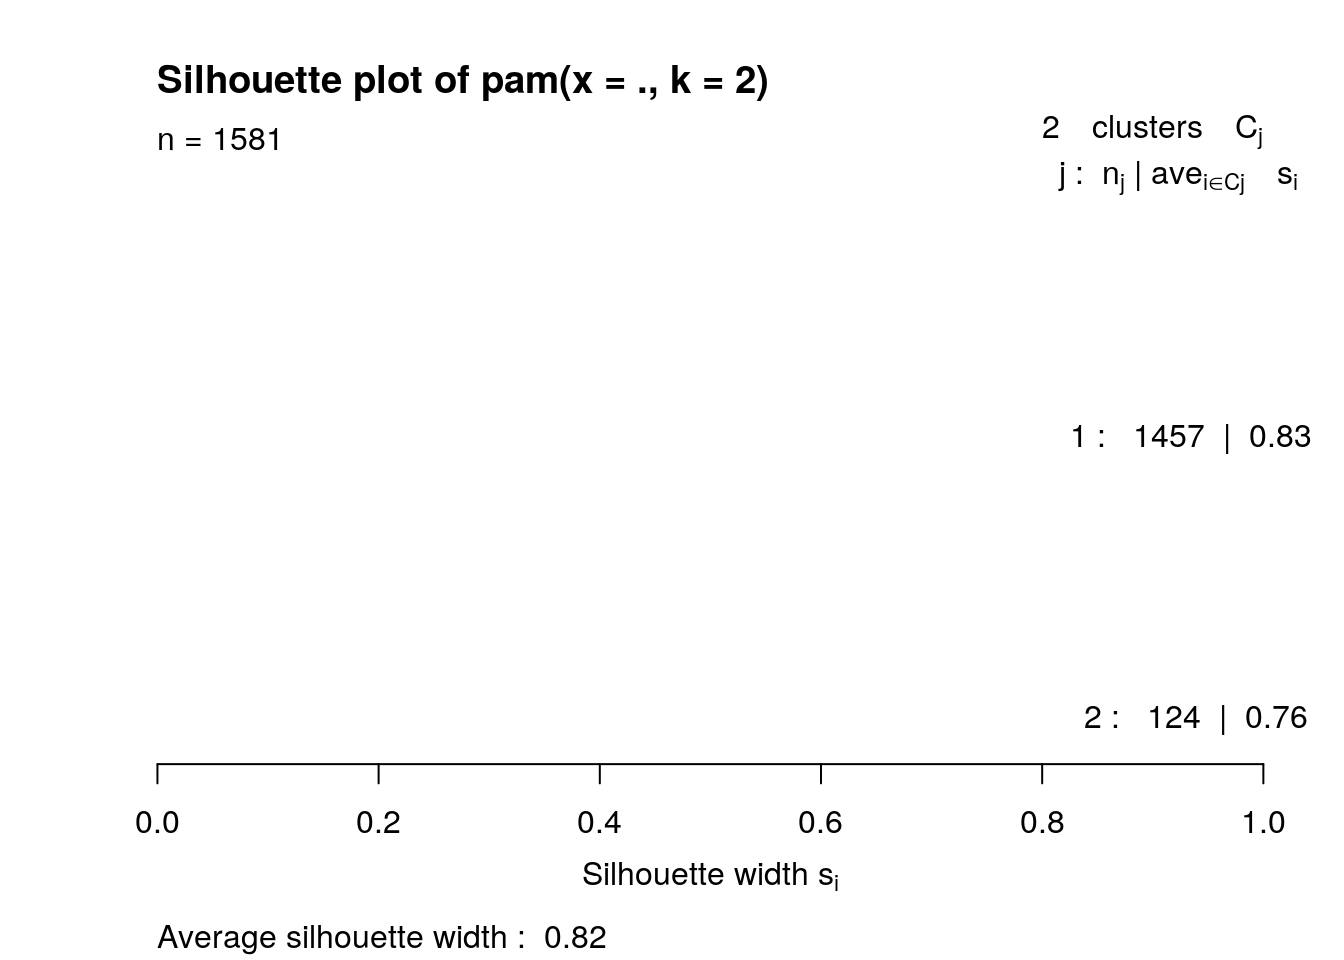 Silhouette plot of pam(x = ., k = 2)
n = 1581
2 clusters Cj
j : nj | avei∈Cj si
1 : 1457 | 0.83
2 : 124 | 0.76
0.0 0.2 0.4 0.6 0.8 1.0
Silhouette width si
Average silhouette width : 0.82